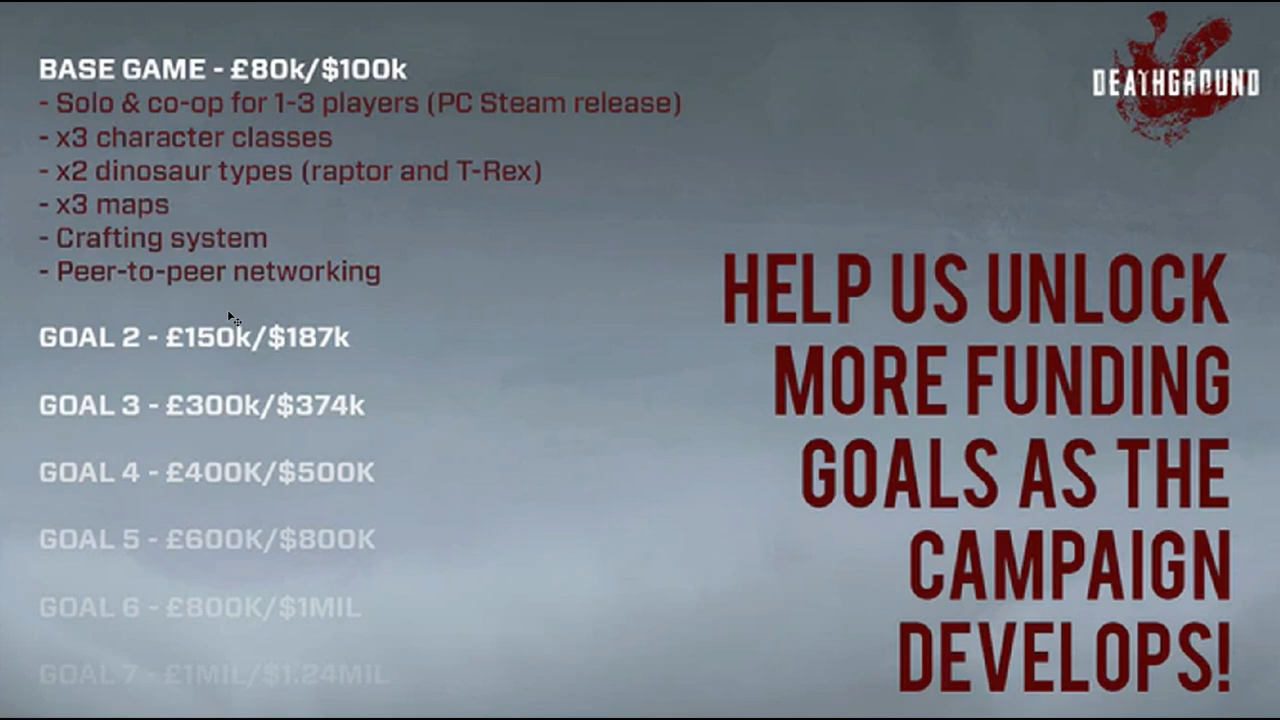 BASE GAME - £80k/$100k
- Solo & co-op for 1-3 players (PC Steam release)
- x3 character classes
- x2 dinosaur types (raptor and T-Rex)
- x3 maps
- Crafting system
- Peer-to-peer networking
GOAL 2 - £150k/$187k
GOAL 3 - £300k/$374k
GOAL 4 - £400K/$500K
GOAL 5 - £600K/$800K
GOAL 6 - £800K/$1MIL
GOAL 7 - £1MIL/$1.24MIL
DEATHGROUND
HELP US UNLOCK
MORE FUNDING
GOALS AS THE
CAMPAIGN
DEVELOPS!